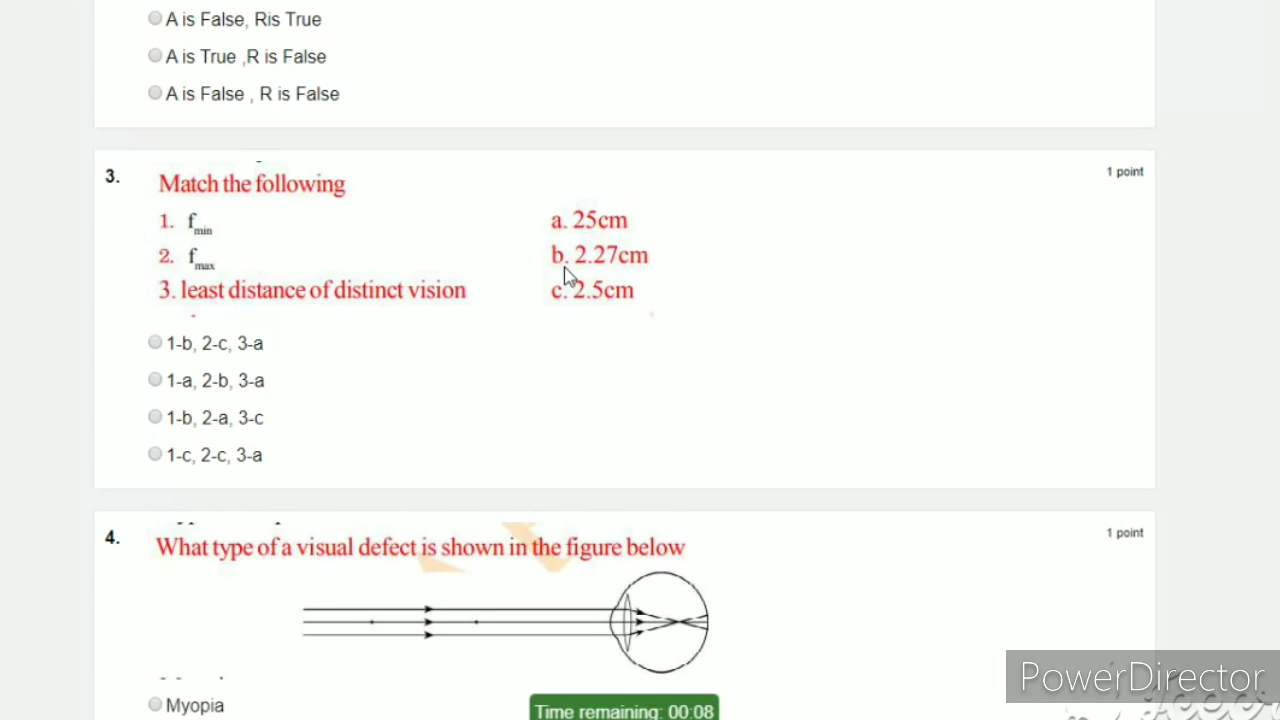 A is False, Ris True
A is True ,R is False
A is False , R is False
3.
1 point
Match the following
1. fmin
a. 25cm
2. fmax
b. 2.27cm
3. least distance of distinct vision
c. 2.5cm
1-b, 2-c, 3-a
1-a, 2-b, 3-a
1-b, 2-a, 3-c
1-c, 2-c, 3-a
4.
1 point
What type of a visual defect is shown in the figure below
Myopia
Time remaining: 00:08
PowerDirector